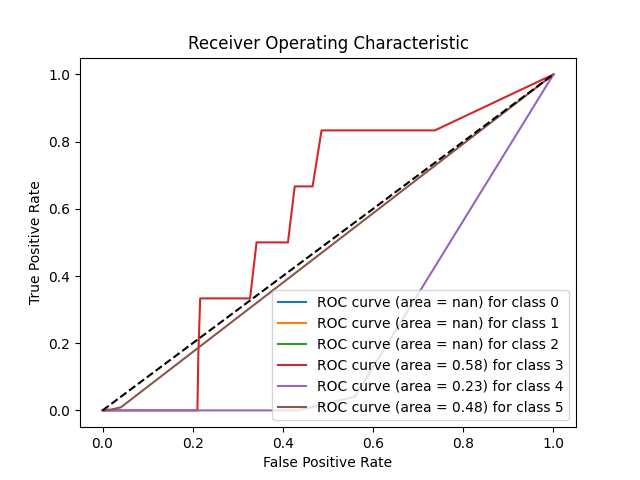 Receiver Operating Characteristic
True Positive Rate
1.0
0.8
0.6
0.4
0.2
0.0
ROC curve (area = nan) for class 0
ROC curve (area = nan) for class 1
ROC curve (area = nan) for class 2
ROC curve (area = 0.58) for class 3
ROC curve (area = 0.23) for class 4
ROC curve (area = 0.48) for class 5
0.0 0.2 0.4 0.6 0.8 1.0
False Positive Rate